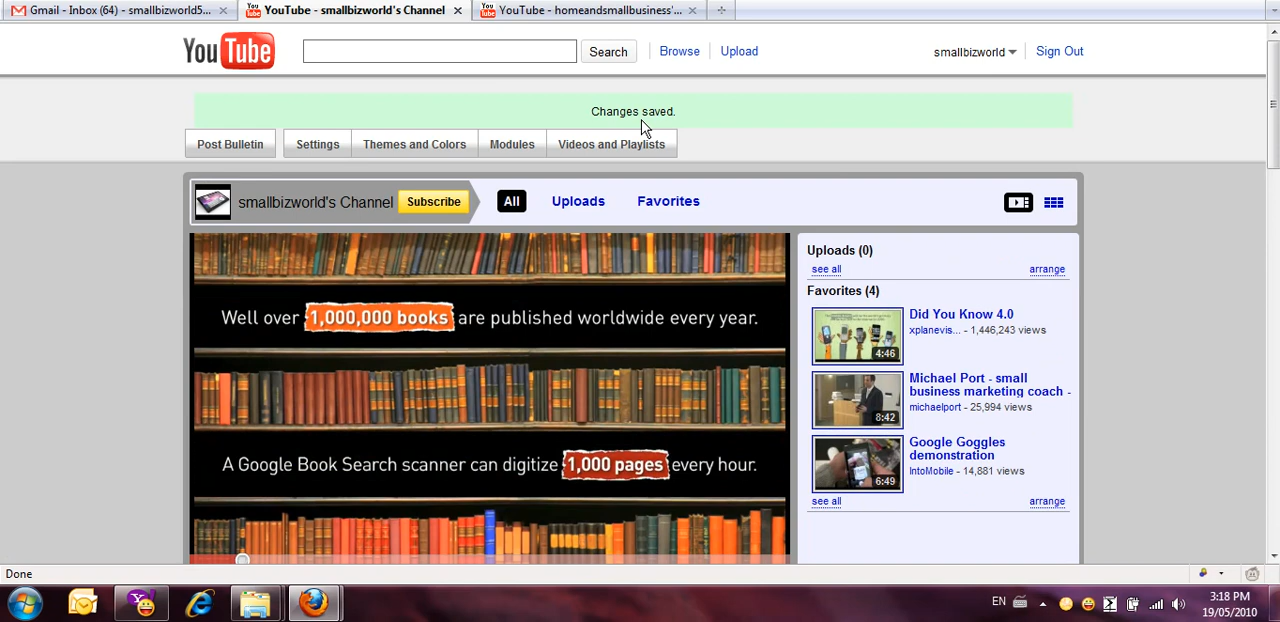 Gmail - Inbox (64) - smallbizworld5...
YouTube - smallbizworld's Channel
YouTube - homeandsmallbusiness'...
YouTube
Search
Browse
Upload
smallbizworld
Sign Out
Changes saved.
Post Bulletin
Settings
Themes and Colors
Modules
Videos and Playlists
smallbizworld's Channel
Subscribe
All
Uploads
Favorites
Well over 1,000,000 books are published worldwide every year.
A Google Book Search scanner can digitize 1,000 pages every hour.
Uploads (0)
see all
arrange
Favorites (4)
Did You Know 4.0
xplanevis... - 1,446,243 views
4:46
Michael Port - small
business marketing coach -
michaelport - 25,994 views
8:42
Google Goggles
demonstration
IntoMobile - 14,881 views
6:49
see all
arrange
Done
EN
3:18 PM
19/05/2010